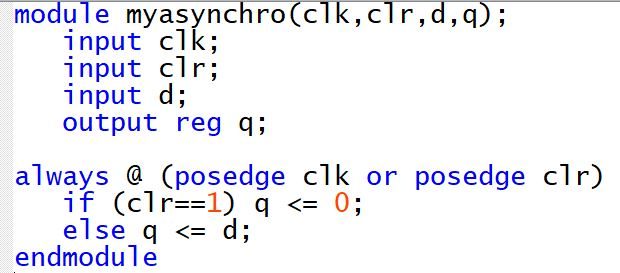 module myasynchro(clk,clr,d,q);
input clk;
input clr;
input d;
output reg q;
always @ (posedge clk or posedge clr)
if (clr==1) q <= 0;
else q <= d;
endmodule